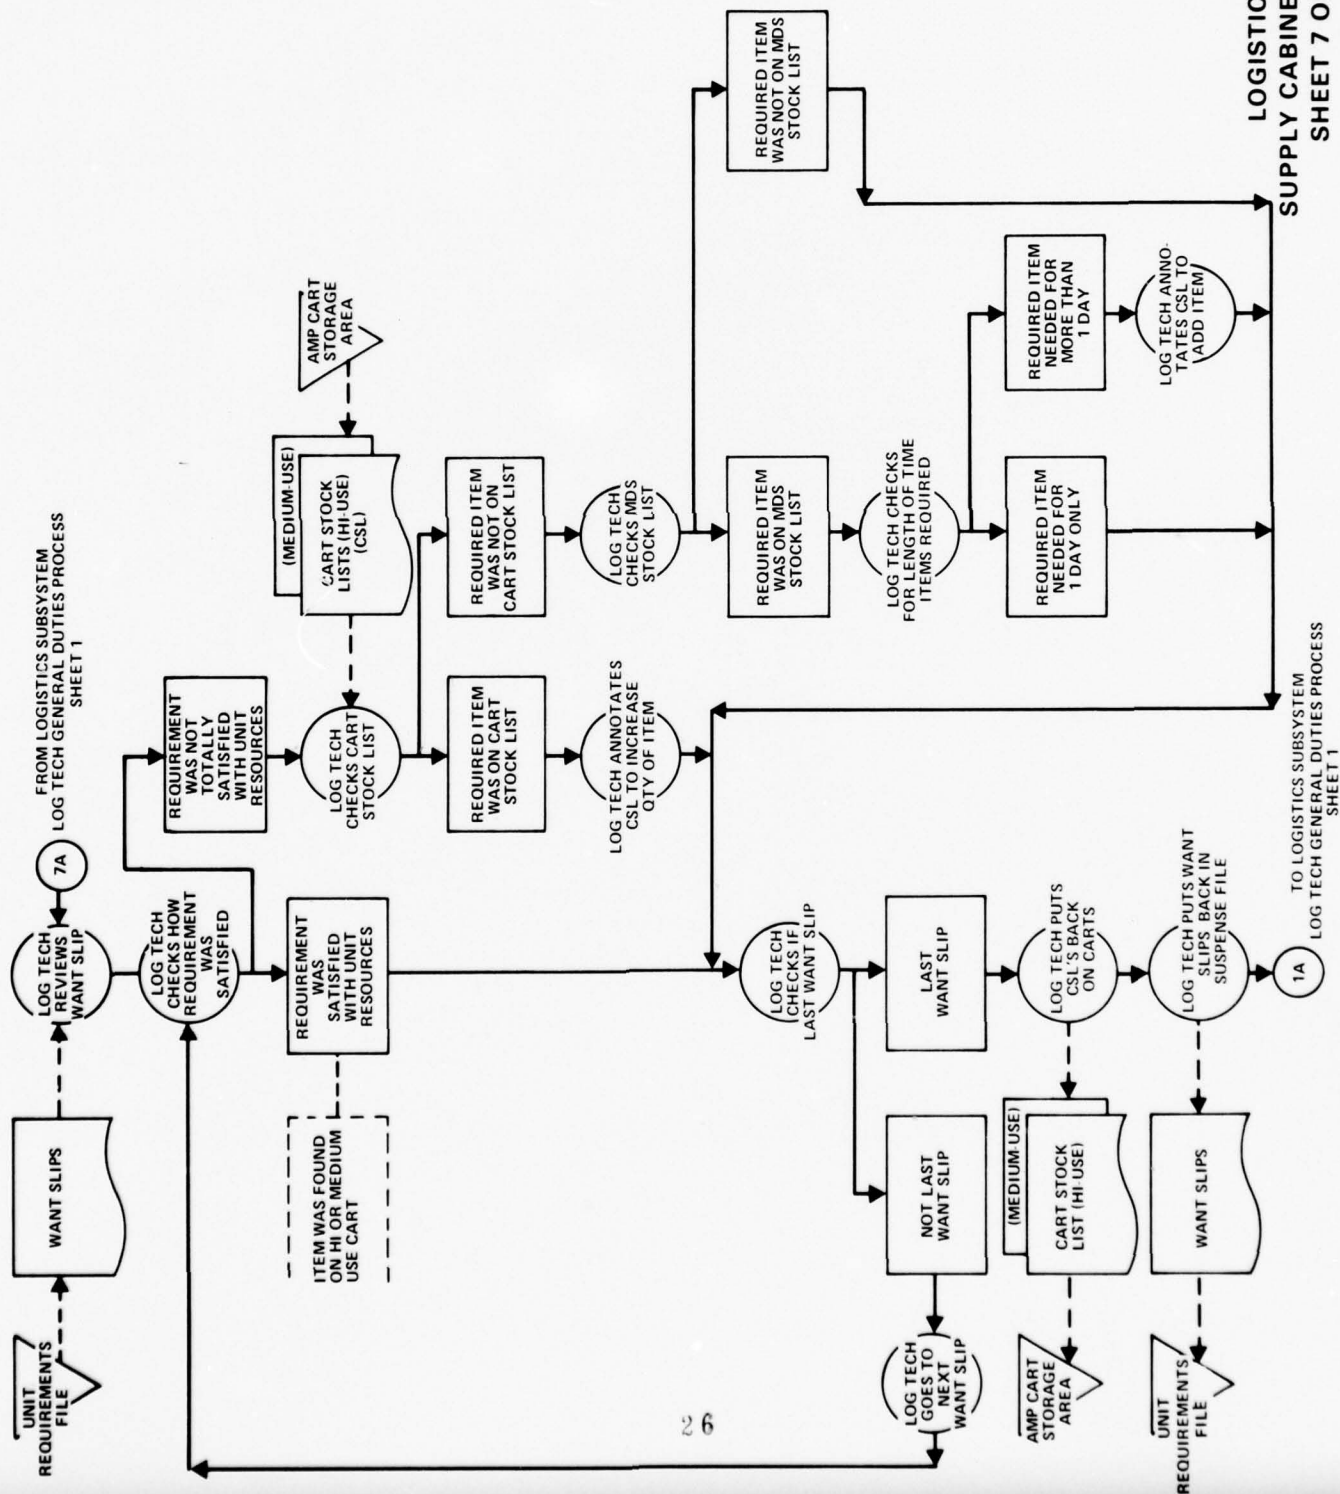 FROM LOGISTICS SUBSYSTEM
LOG TECH GENERAL DUTIES PROCESS
SHEET 1
7A
UNIT
REQUIREMENTS
FILE
WANT SLIPS
LOG TECH
REVIEWS
WANT SLIP
LOG TECH
CHECKS HOW
REQUIREMENT
WAS
SATISFIED
REQUIREMENT
WAS NOT
TOTALLY
SATISFIED
WITH UNIT
RESOURCES
REQUIREMENT
WAS
SATISFIED
WITH UNIT
RESOURCES
ITEM WAS FOUND
ON HI OR MEDIUM
USE CART
LOG TECH
CHECKS CART
STOCK LIST
(MEDIUM-USE)
CART STOCK
LISTS (HI-USE)
(CSL)
AMP CART
STORAGE
AREA
REQUIRED ITEM
WAS ON CART
STOCK LIST
REQUIRED ITEM
WAS NOT ON
CART STOCK LIST
LOG TECH ANNOTATES
CSL TO INCREASE
QTY OF ITEM
LOG TECH
CHECKS MDS
STOCK LIST
REQUIRED ITEM
WAS ON MDS
STOCK LIST
REQUIRED ITEM
WAS NOT ON MDS
STOCK LIST
LOG TECH CHECKS
FOR LENGTH OF TIME
ITEMS REQUIRED
REQUIRED ITEM
NEEDED FOR
1 DAY ONLY
REQUIRED ITEM
NEEDED FOR
MORE THAN
1 DAY
LOG TECH ANNO-
TATES CSL TO
ADD ITEM
LOG TECH
CHECKS IF
LAST WANT SLIP
LAST
WANT SLIP
NOT LAST
WANT SLIP
LOG TECH
GOES TO
NEXT
WANT SLIP
LOG TECH PUTS
CSL'S BACK
ON CARTS
(MEDIUM-USE)
CART STOCK
LIST (HI-USE)
AMP CART
STORAGE
AREA
LOG TECH PUTS WANT
SLIPS BACK IN
SUSPENSE FILE
WANT SLIPS
UNIT
REQUIREMENTS
FILE
1A
TO LOGISTICS SUBSYSTEM
LOG TECH GENERAL DUTIES PROCESS
SHEET 1
LOGISTIC
SUPPLY CABINE
SHEET 7 O
26